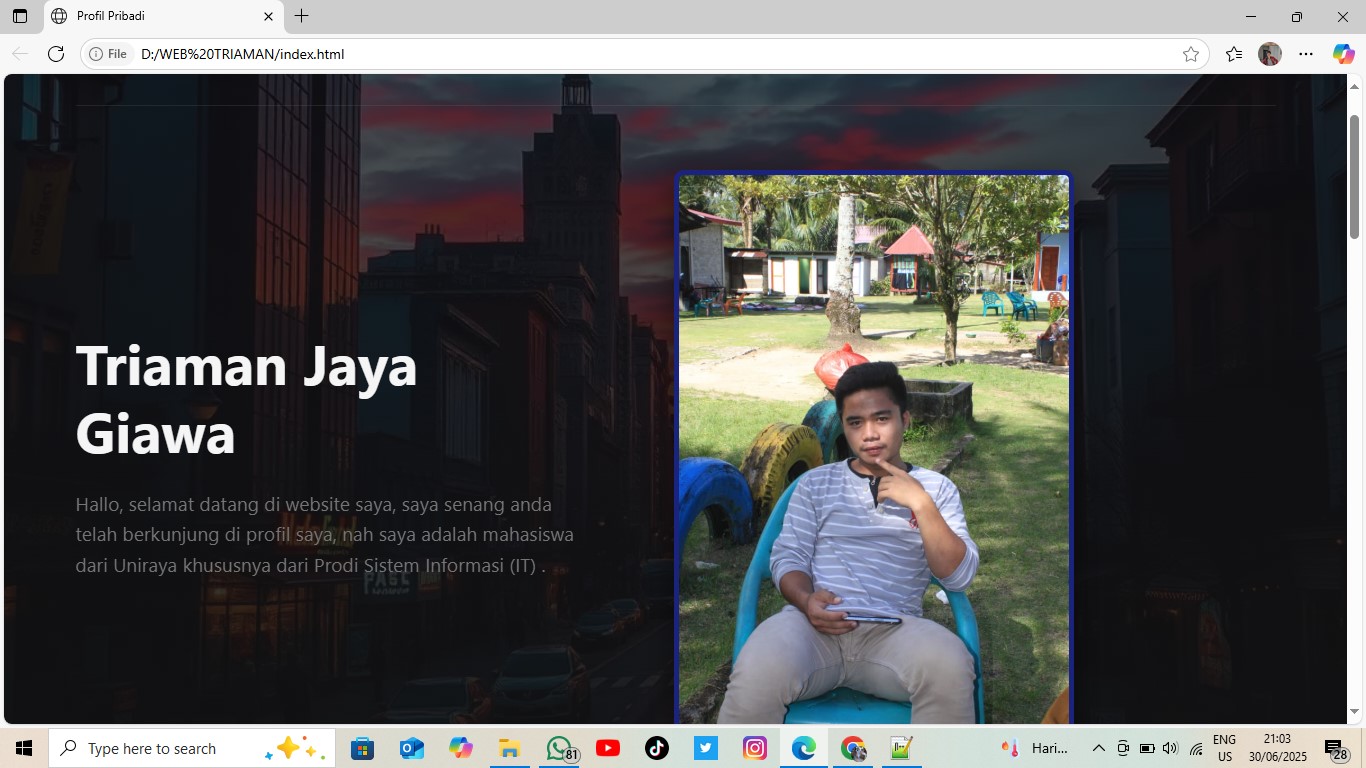 Profil Pribadi
File
D:/WEB%20TRIAMAN/index.html
Triaman Jaya
Giawa
Hallo, selamat datang di website saya, saya senang anda
telah berkunjung di profil saya, nah saya adalah mahasiswa
dari Uniraya khususnya dari Prodi Sistem Informasi (IT) .
Type here to search
81
Hari...
ENG
US
21:03
30/06/2025
28